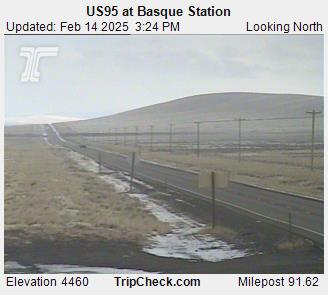 US95 at Basque Station
Updated: Feb 14 2025 3:24 PM Looking North
Elevation 4460 TripCheck.com Milepost 91.62